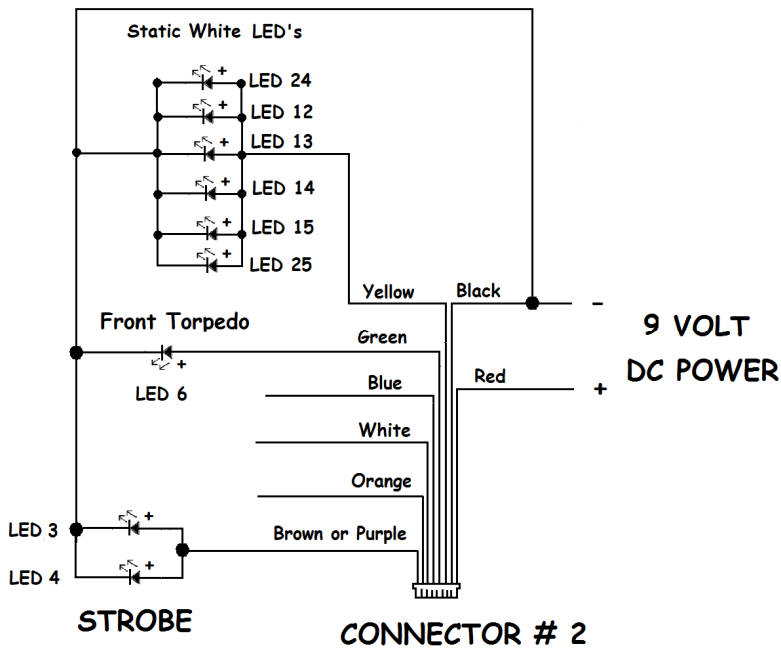 Static White LED's
+ LED 24
+ LED 12
+ LED 13
+ LED 14
+ LED 15
+ LED 25
Yellow
Black
−
9 VOLT
DC POWER
Front Torpedo
Green
+
LED 6
Blue
Red
+
White
Orange
LED 3
+
Brown or Purple
LED 4
+
STROBE
CONNECTOR # 2